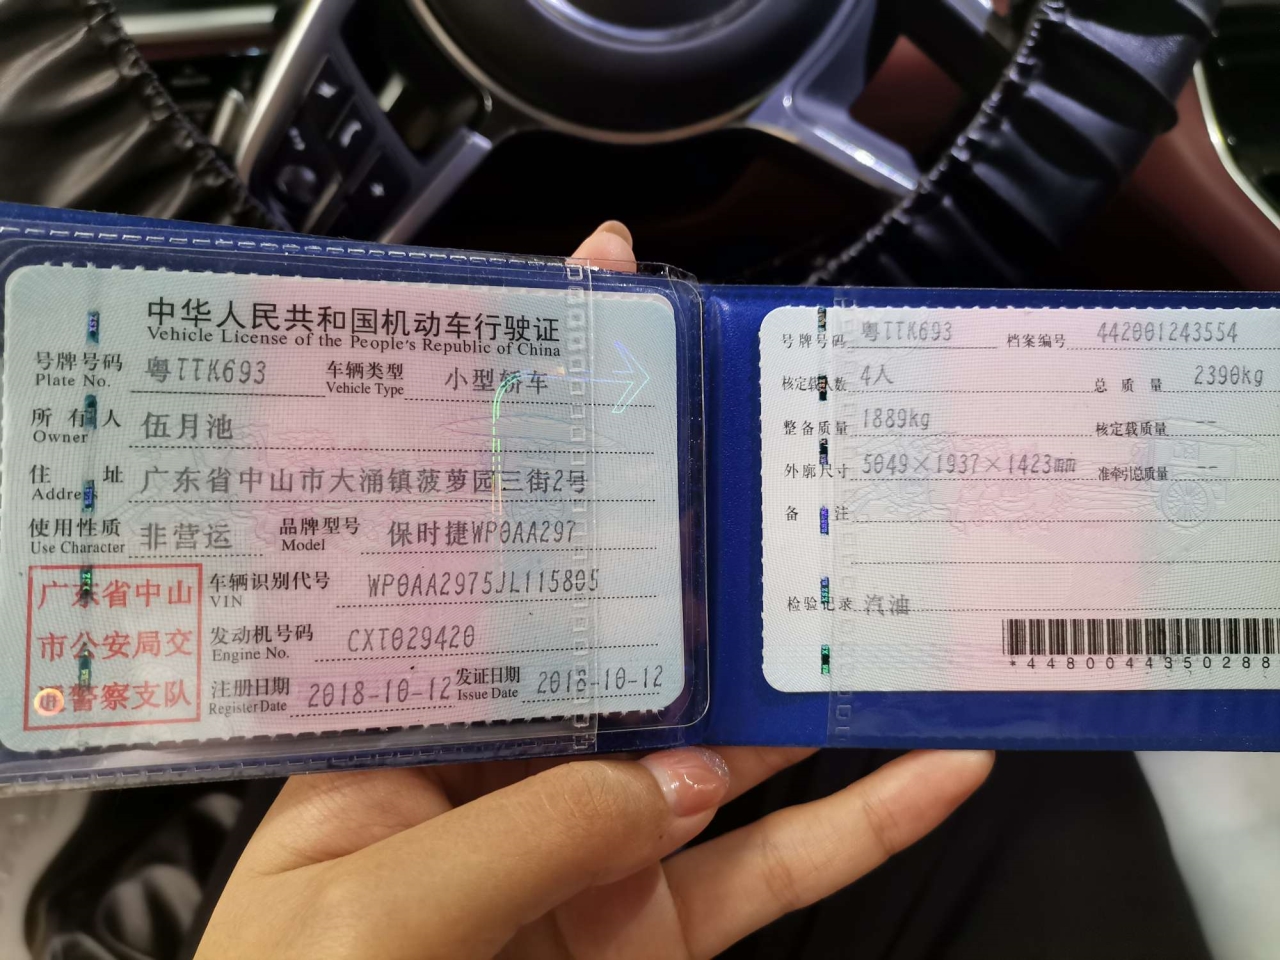 中华人民共和国机动车行驶证
Vehicle License of the People's Republic of China
号牌号码 粤TTK693 车辆类型 小型轿车
Plate No. Vehicle Type
所有人 伍月池
Owner
住址 广东省中山市大涌镇菠萝园三街2号
Address
使用性质 非营运 品牌型号 保时捷WP0AA297
Use Character Model
车辆识别代号 WP0AA2975JL115805
VIN
发动机号码 CXT029420
Engine No.
注册日期 2018-10-12 发证日期 2018-10-12
Register Date Issue Date
广东省中山
市公安局交
通警察支队
号牌号码 粤TTK693 档案编号 442001243554
核定载人数 4人 总质量 2390kg
整备质量 1889kg 核定载质量 --
外廓尺寸 5049×1937×1423mm 准牵引总质量 --
备注
检验记录 汽油
*4480044350288